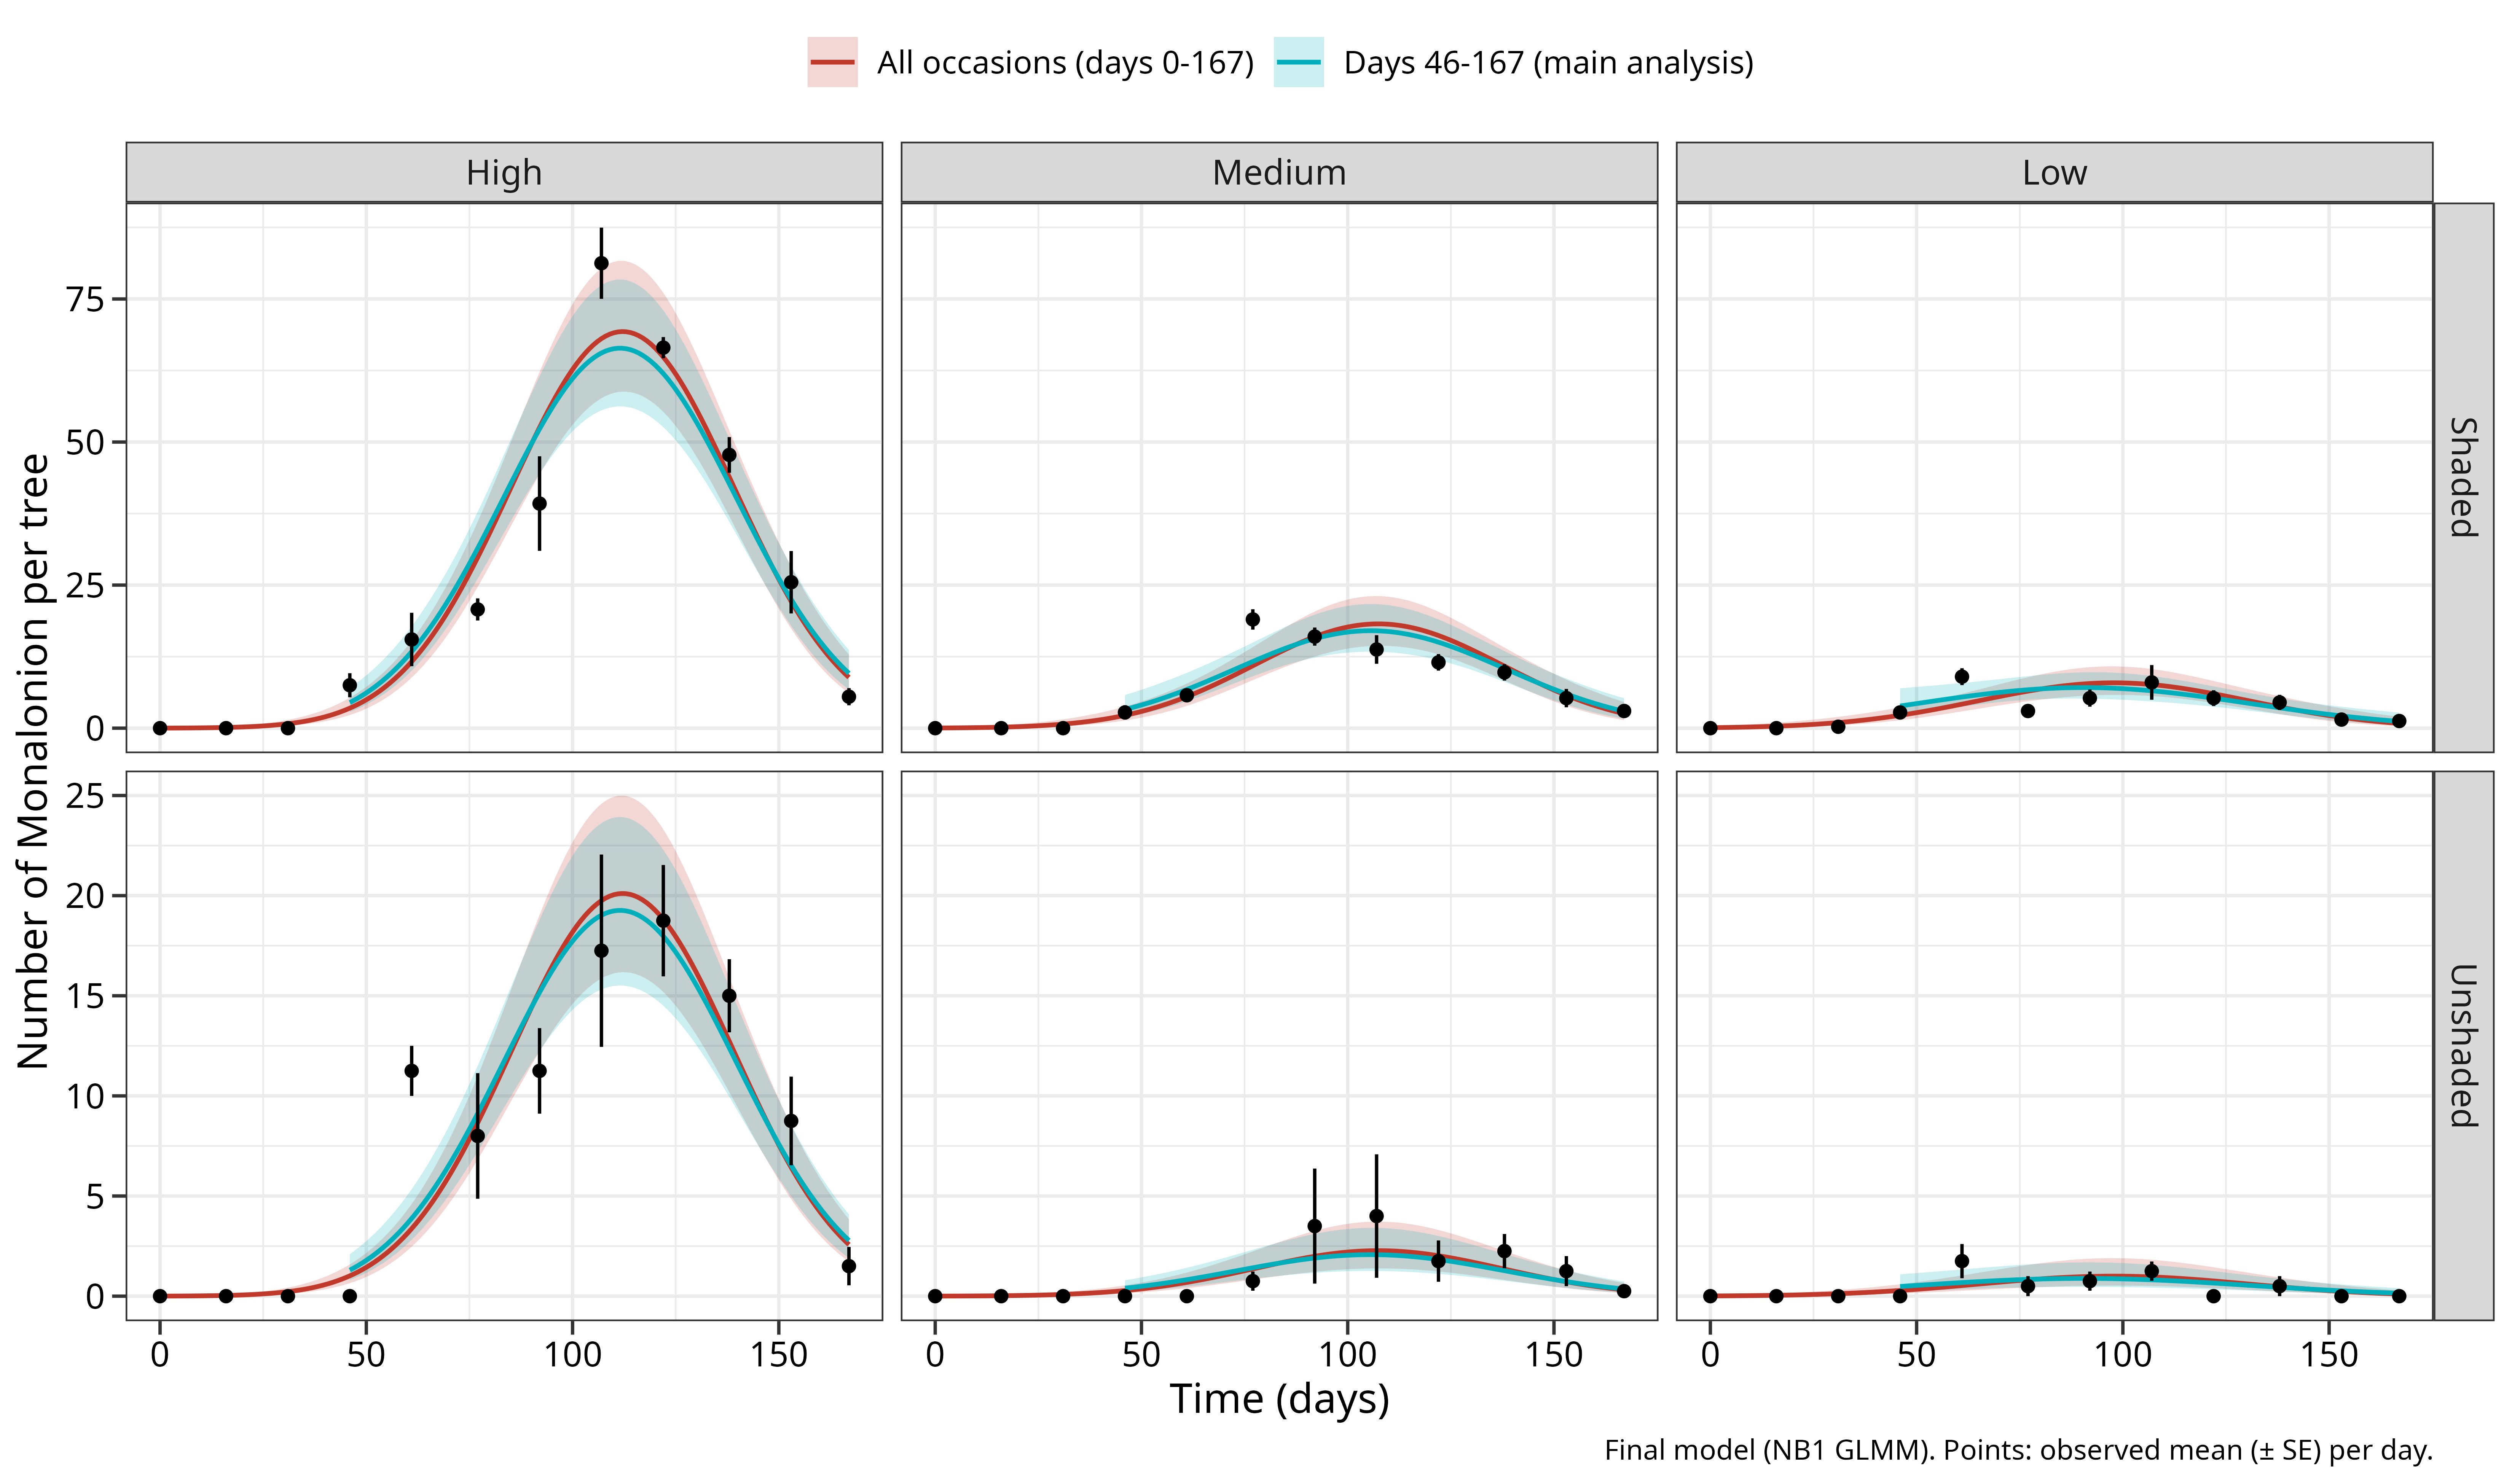 All occasions (days 0-167) Days 46-167 (main analysis)
High Medium Low
Number of Monalonion per tree
75
50
25
0
Shaded
25
20
15
10
5
0
Unshaded
0 50 100 150 0 50 100 150 0 50 100 150
Time (days)
Final model (NB1 GLMM). Points: observed mean (± SE) per day.